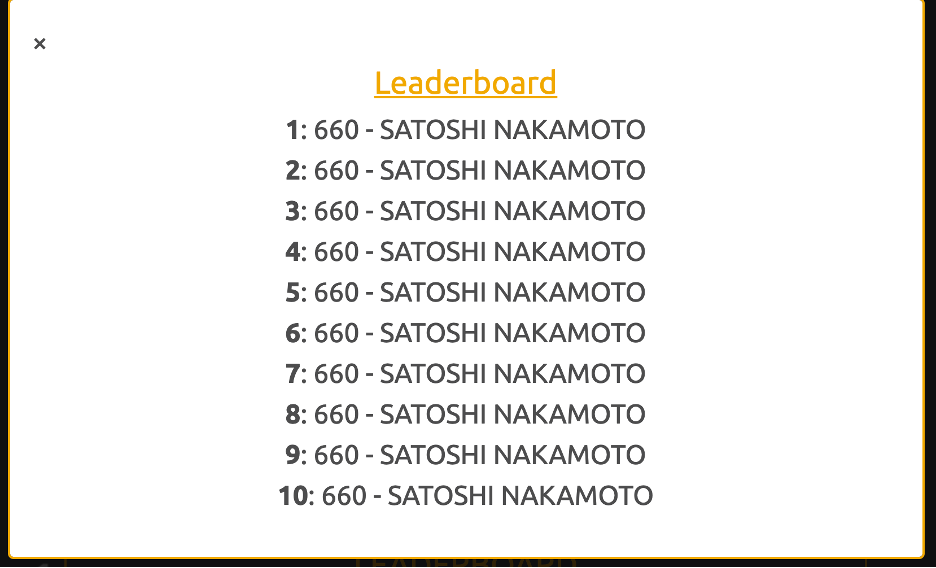 ×
Leaderboard
1: 660 - SATOSHI NAKAMOTO
2: 660 - SATOSHI NAKAMOTO
3: 660 - SATOSHI NAKAMOTO
4: 660 - SATOSHI NAKAMOTO
5: 660 - SATOSHI NAKAMOTO
6: 660 - SATOSHI NAKAMOTO
7: 660 - SATOSHI NAKAMOTO
8: 660 - SATOSHI NAKAMOTO
9: 660 - SATOSHI NAKAMOTO
10: 660 - SATOSHI NAKAMOTO
LEADERBOARD